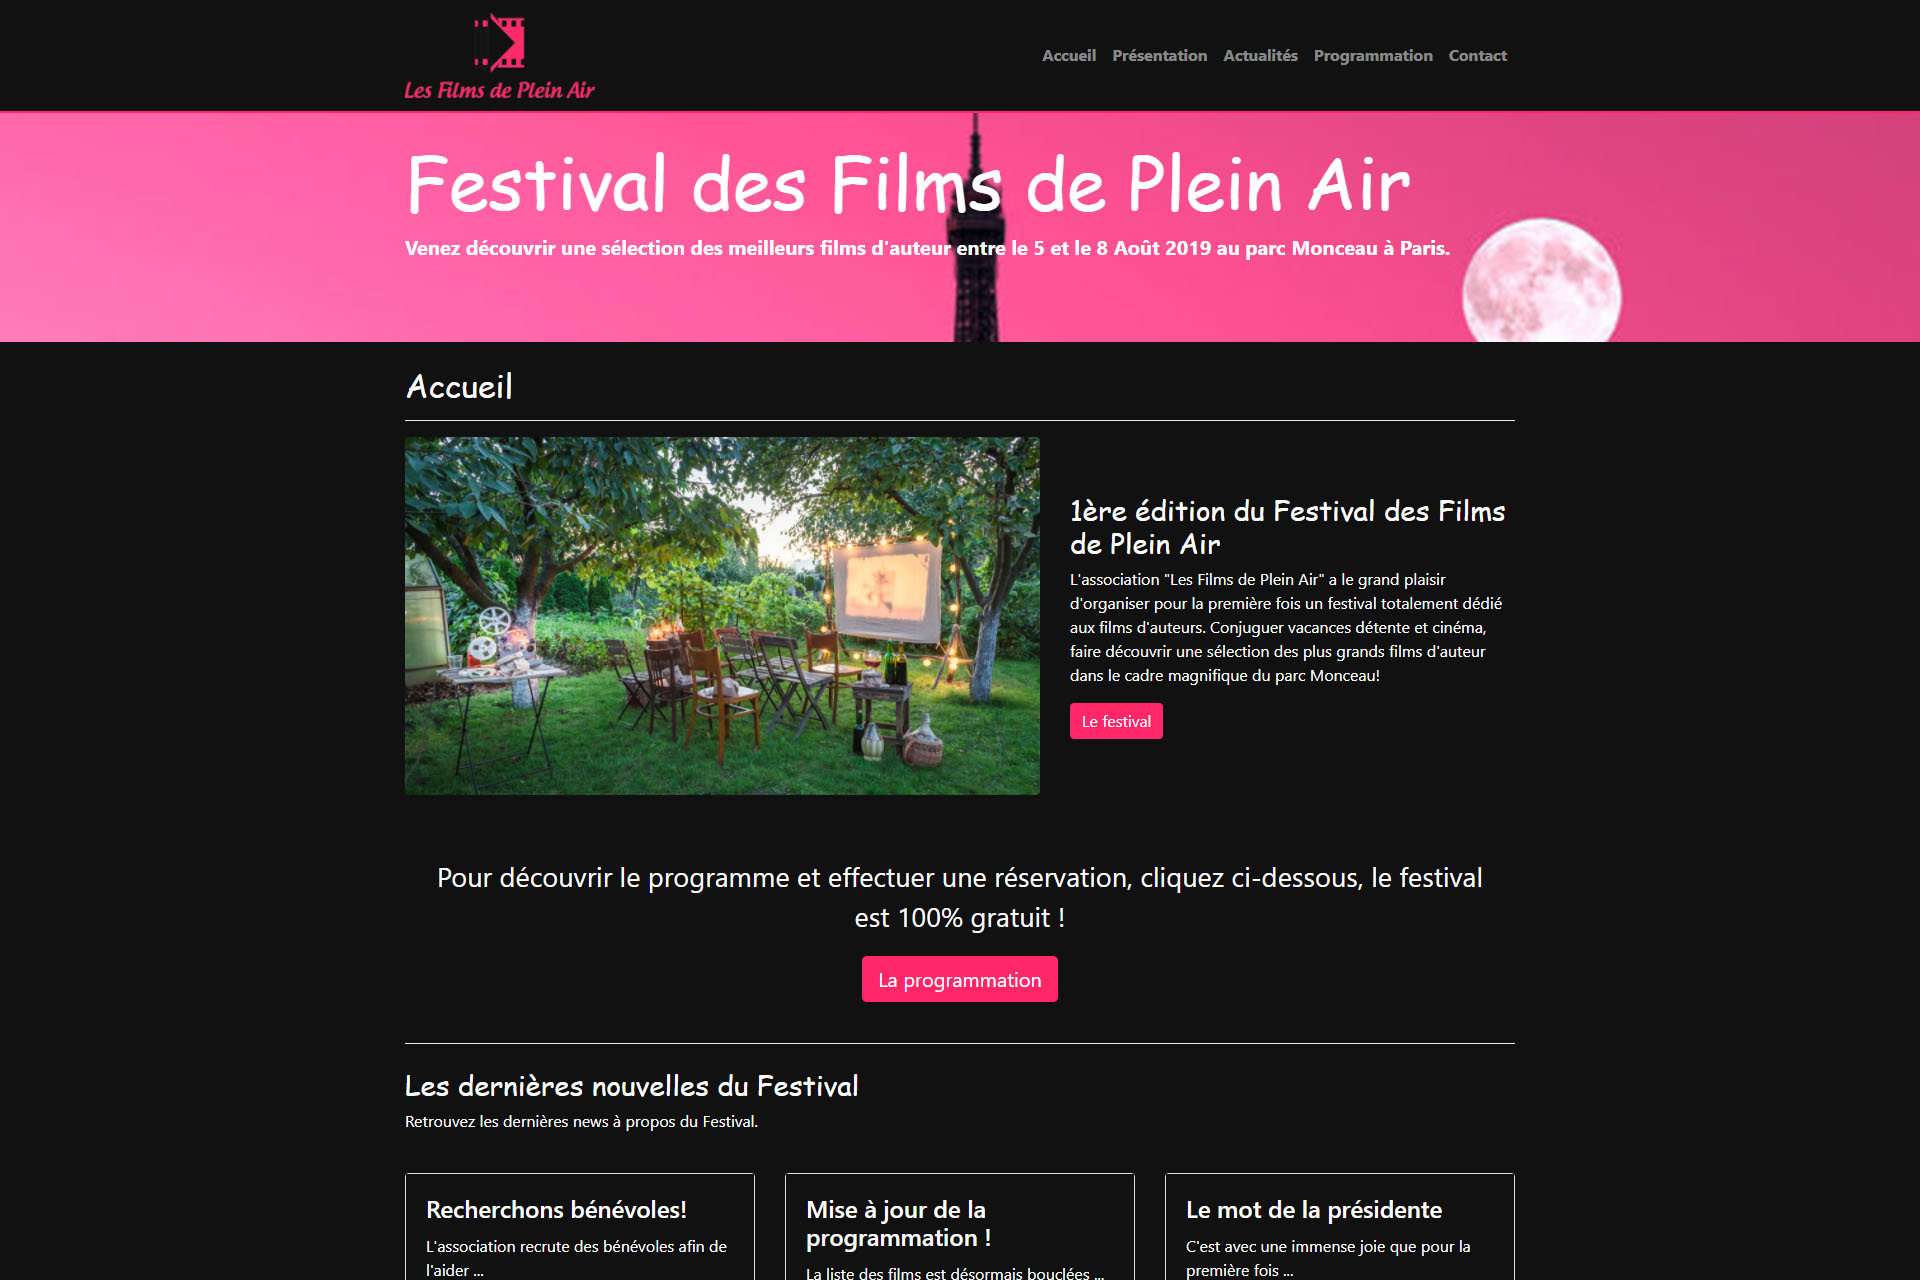 Les Films de Plein Air
Accueil Présentation Actualités Programmation Contact
Festival des Films de Plein Air
Venez découvrir une sélection des meilleurs films d'auteur entre le 5 et le 8 Août 2019 au parc Monceau à Paris.
Accueil
1ère édition du Festival des Films
de Plein Air
L'association "Les Films de Plein Air" a le grand plaisir
d'organiser pour la première fois un festival totalement dédié
aux films d'auteurs. Conjuguer vacances détente et cinéma,
faire découvrir une sélection des plus grands films d'auteur
dans le cadre magnifique du parc Monceau!
Le festival
Pour découvrir le programme et effectuer une réservation, cliquez ci-dessous, le festival
est 100% gratuit !
La programmation
Les dernières nouvelles du Festival
Retrouvez les dernières news à propos du Festival.
Recherchons bénévoles!
L'association recrute des bénévoles afin de
l'aider ...
Mise à jour de la
programmation !
La liste des films est désormais bouclées ...
Le mot de la présidente
C'est avec une immense joie que pour la
première fois ...